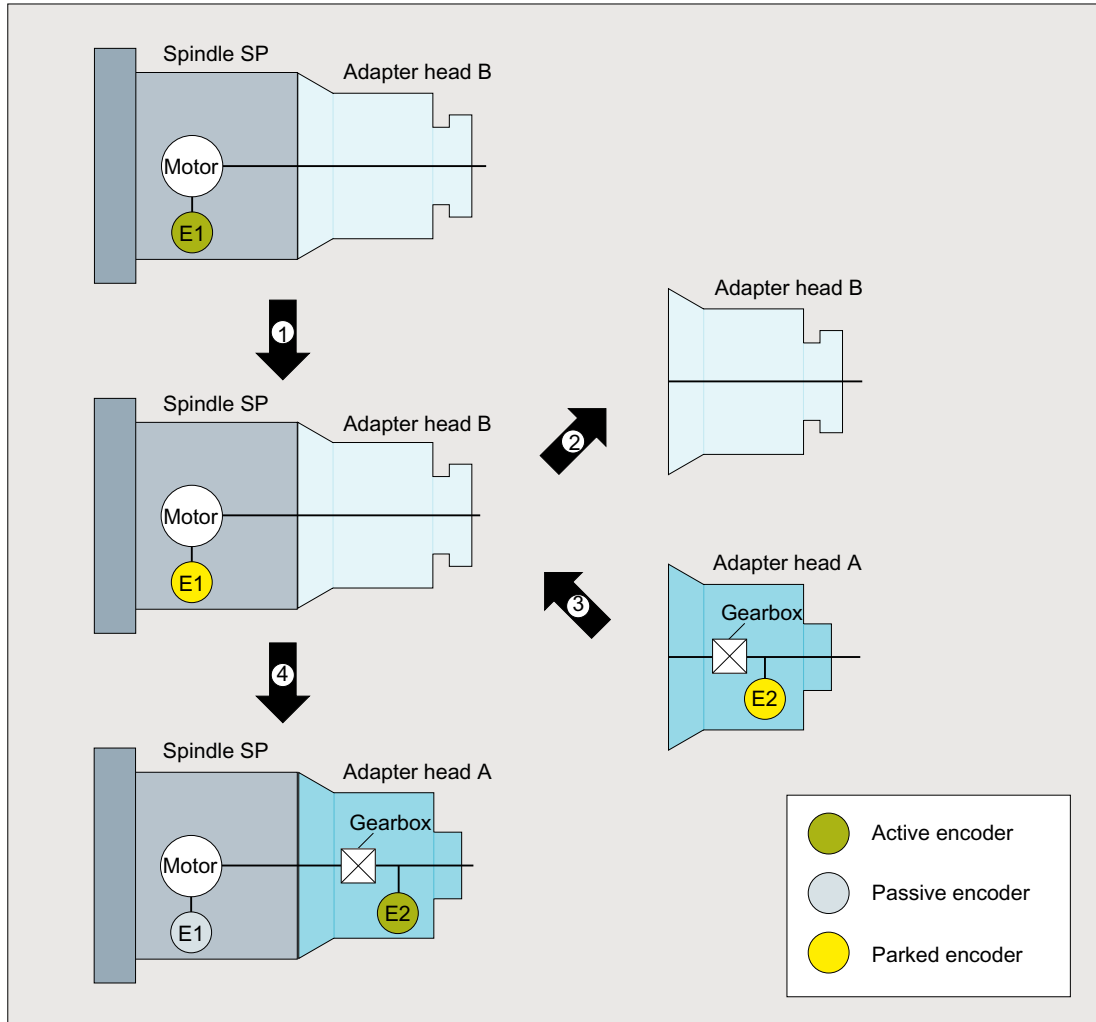 Spindle SP
Adapter head B
Motor
E1
1
Adapter head B
Spindle SP
Adapter head B
2
Motor
E1
Adapter head A
3
Gearbox
E2
4
Spindle SP
Adapter head A
Gearbox
Motor
E1
E2
Active encoder
Passive encoder
Parked encoder